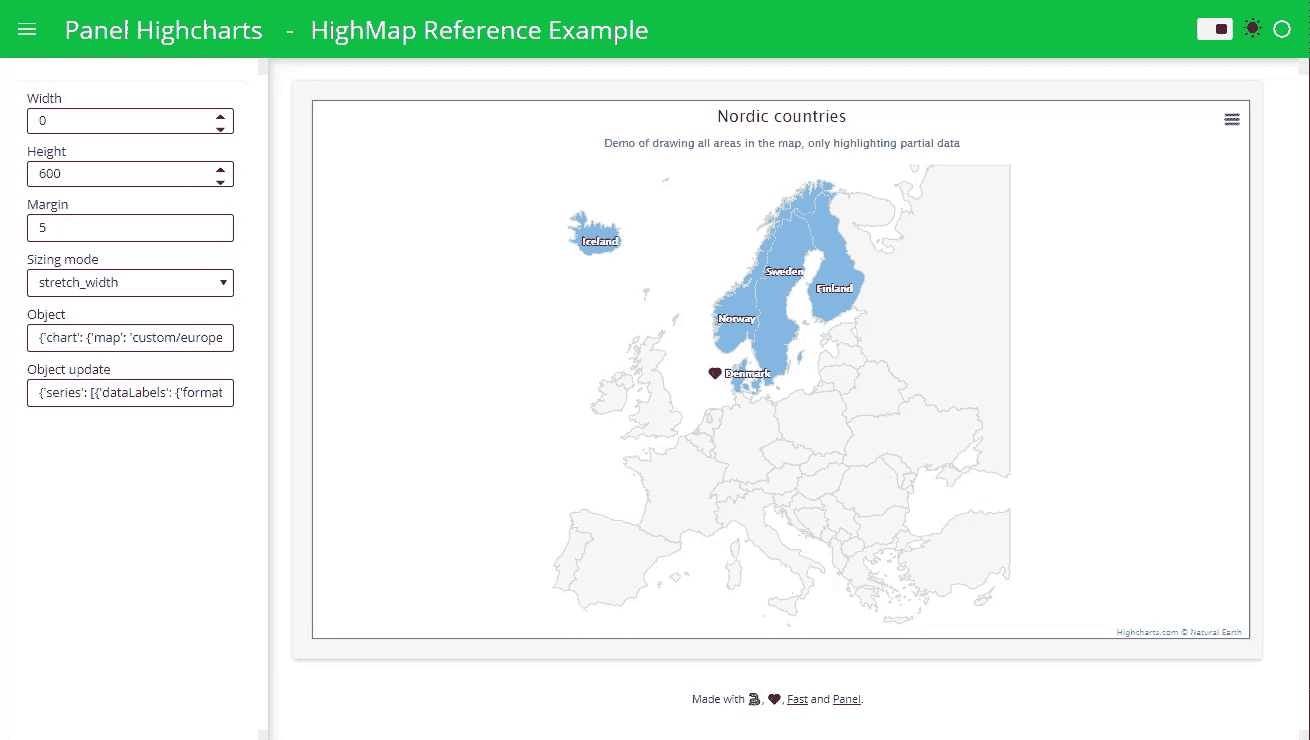 Panel Highcharts - HighMap Reference Example
Width
0
Height
600
Margin
5
Sizing mode
stretch_width
Object
{'chart': {'map': 'custom/europe
Object update
{'series': [{'dataLabels': {'format
Nordic countries
Demo of drawing all areas in the map, only highlighting partial data
Iceland
Sweden
Finland
Norway
Denmark
Highcharts.com © Natural Earth
Made with 🐍, ❤, Fast and Panel.